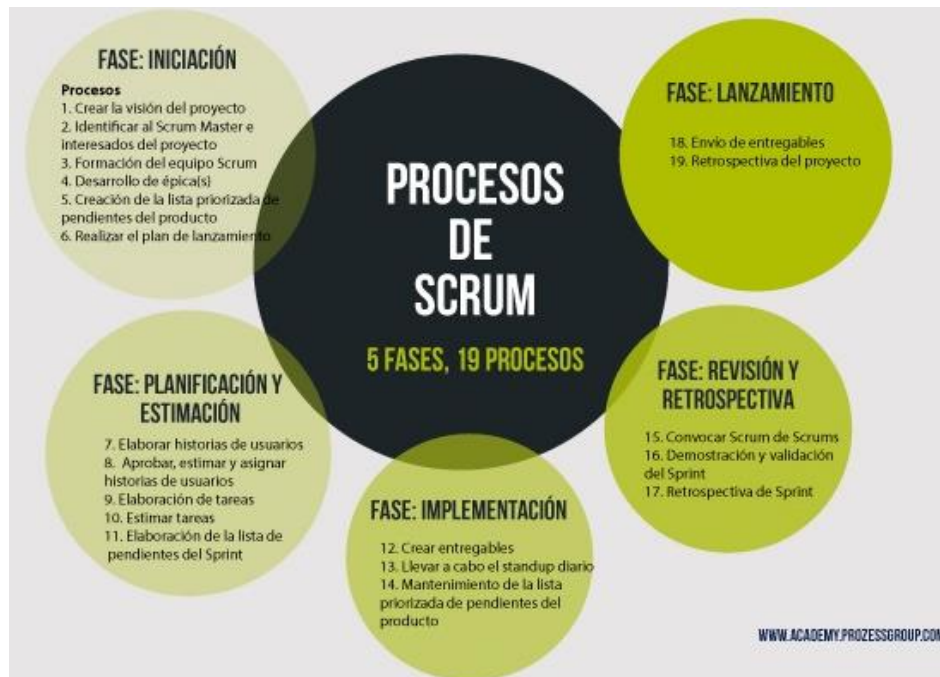 PROCESOS
DE
SCRUM
5 FASES, 19 PROCESOS
FASE: INICIACIÓN
Procesos
1. Crear la visión del proyecto
2. Identificar al Scrum Master e
interesados del proyecto
3. Formación del equipo Scrum
4. Desarrollo de épica(s)
5. Creación de la lista priorizada de
pendientes del producto
6. Realizar el plan de lanzamiento
FASE: PLANIFICACIÓN Y
ESTIMACIÓN
7. Elaborar historias de usuarios
8. Aprobar, estimar y asignar
historias de usuarios
9. Elaboración de tareas
10. Estimar tareas
11. Elaboración de la lista de
pendientes del Sprint
FASE: IMPLEMENTACIÓN
12. Crear entregables
13. Llevar a cabo el standup diario
14. Mantenimiento de la lista
priorizada de pendientes del
producto
FASE: REVISIÓN Y
RETROSPECTIVA
15. Convocar Scrum de Scrums
16. Demostración y validación
del Sprint
17. Retrospectiva de Sprint
FASE: LANZAMIENTO
18. Envio de entregables
19. Retrospectiva del proyecto
WWW.ACADEMY.PROZESSGROUP.COM